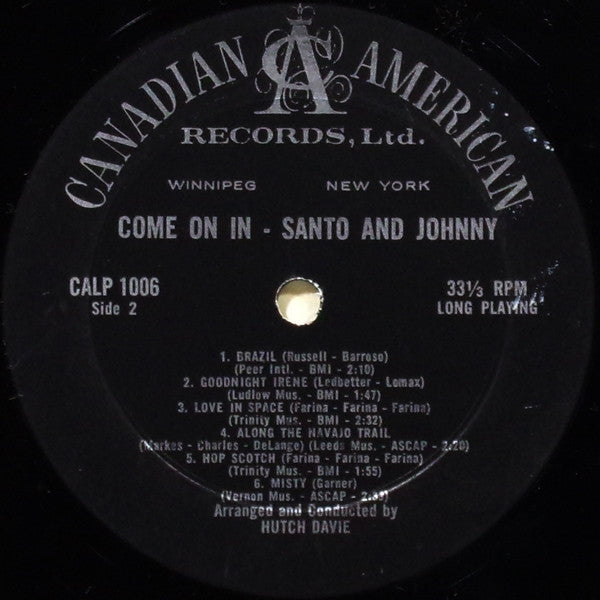 CANADIAN AMERICAN
RECORDS, Ltd.
WINNIPEG NEW YORK
COME ON IN - SANTO AND JOHNNY
CALP 1006 33⅓ RPM
Side 2 LONG PLAYING
1. BRAZIL (Russell - Barroso)
(Peer Intl. - BMI - 2:10)
2. GOODNIGHT IRENE (Ledbetter - Lomax)
(Ludlow Mus. - BMI - 1:47)
3. LOVE IN SPACE (Farina - Farina - Farina)
(Trinity Mus. - BMI - 2:32)
4. ALONG THE NAVAJO TRAIL
(Markes - Charles - DeLange) (Leeds Mus. - ASCAP - 2:20)
5. HOP SCOTCH (Farina - Farina - Farina)
(Trinity Mus. - BMI - 1:55)
6. MISTY (Garner)
(Vernon Mus. - ASCAP -
Arranged and Conducted by
HUTCH DAVIE